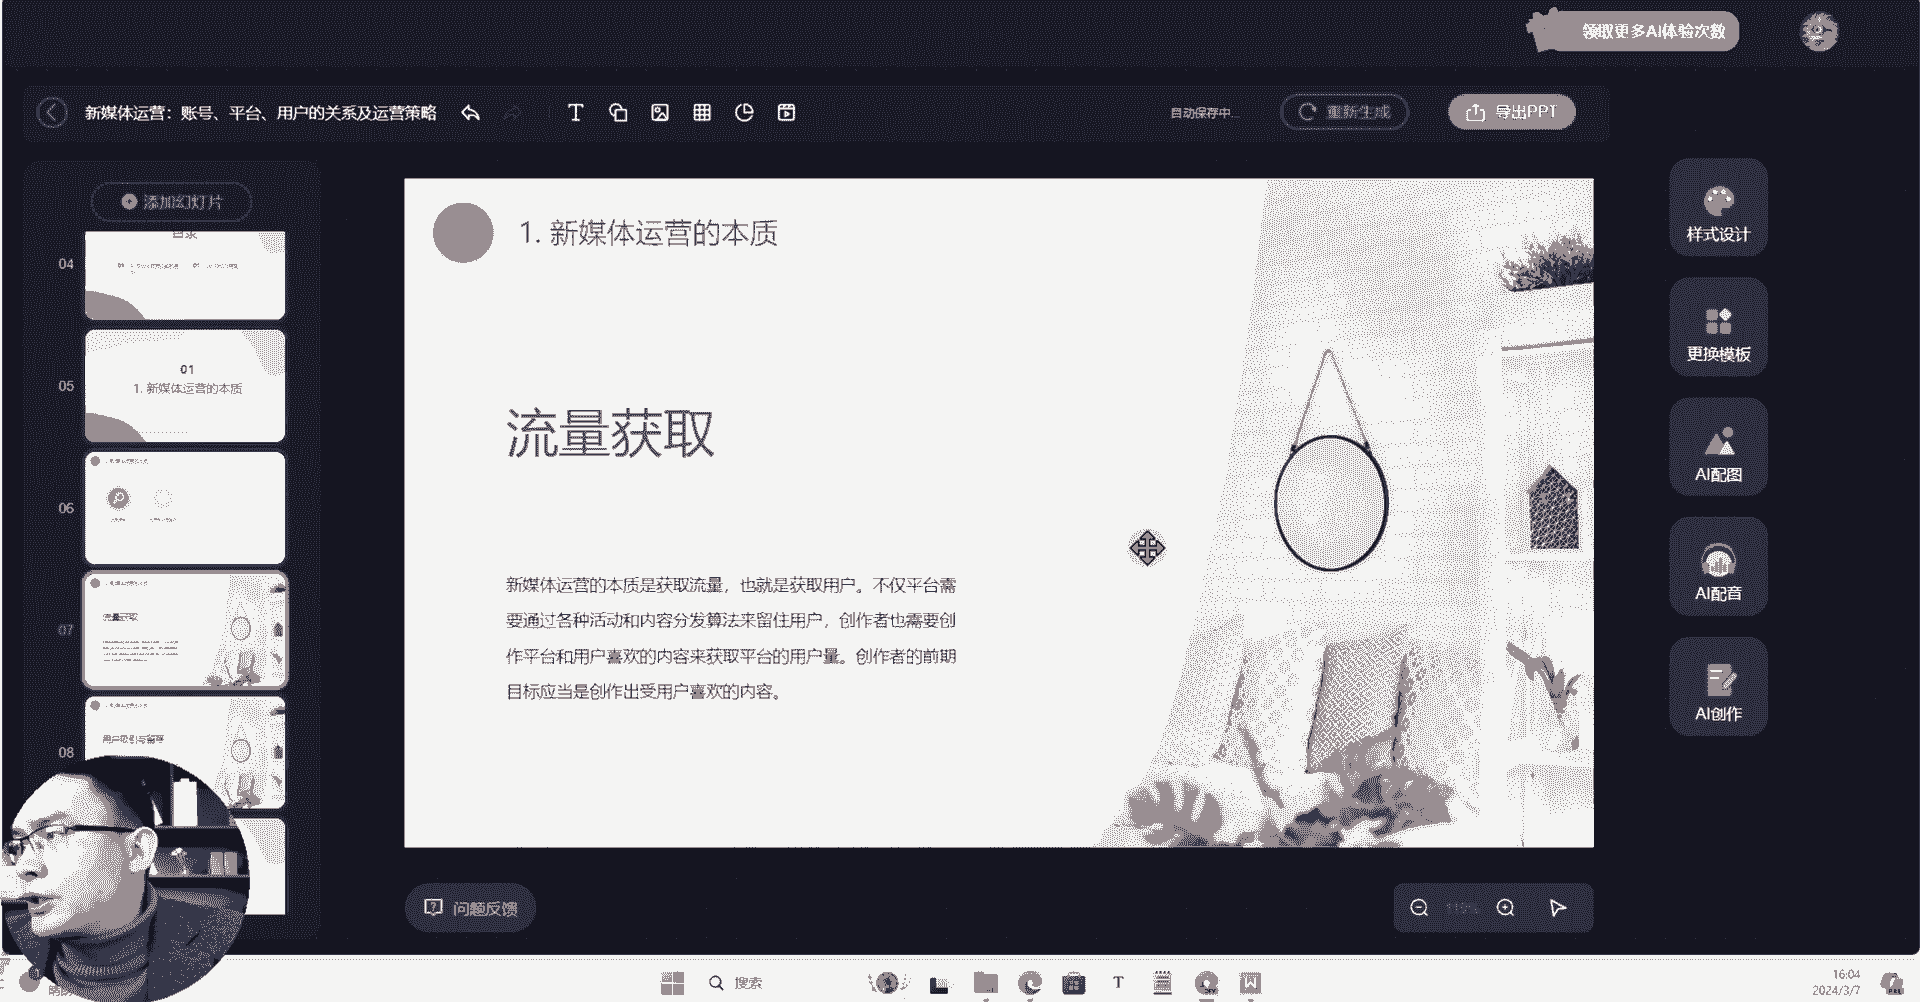 领取更多AI体验次数
新媒体运营：账号、平台、用户的关系及运营策略
自动保存中...
重新生成
导出PPT
添加幻灯片
04
目录
05
01
1. 新媒体运营的本质
06
07
流量获取
08
用户吸引与留存
1. 新媒体运营的本质
流量获取
新媒体运营的本质是获取流量，也就是获取用户。不仅平台需
要通过各种活动和内容分发算法来留住用户，创作者也需要创
作平台和用户喜欢的内容来获取平台的用户量。创作者的前期
目标应当是创作出受用户喜欢的内容。
样式设计
更换模板
AI配图
AI配音
AI创作
问题反馈
搜索
16:04
2024/3/7